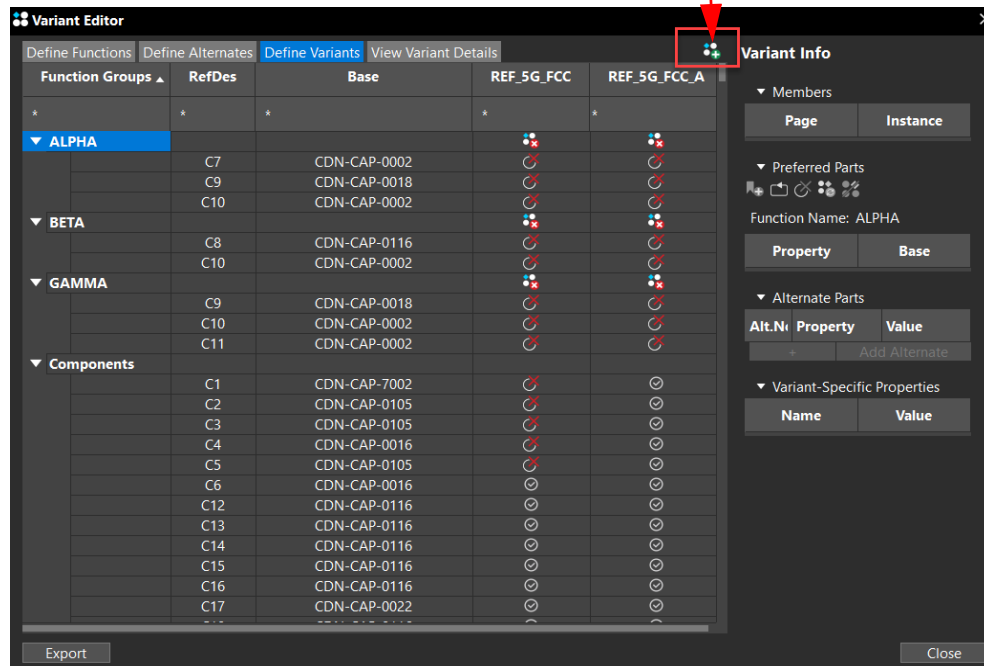 Variant Editor
Define Functions Define Alternates Define Variants View Variant Details
Function Groups RefDes Base REF_5G_FCC REF_5G_FCC_A
* * * * *
ALPHA
C7 CDN-CAP-0002
C9 CDN-CAP-0018
C10 CDN-CAP-0002
BETA
C8 CDN-CAP-0116
C10 CDN-CAP-0002
GAMMA
C9 CDN-CAP-0018
C10 CDN-CAP-0002
C11 CDN-CAP-0002
Components
C1 CDN-CAP-7002
C2 CDN-CAP-0105
C3 CDN-CAP-0105
C4 CDN-CAP-0016
C5 CDN-CAP-0105
C6 CDN-CAP-0016
C12 CDN-CAP-0116
C13 CDN-CAP-0116
C14 CDN-CAP-0116
C15 CDN-CAP-0116
C16 CDN-CAP-0116
C17 CDN-CAP-0022
Variant Info
Members
Page Instance
Preferred Parts
Function Name: ALPHA
Property Base
Alternate Parts
Alt.N Property Value
+ Add Alternate
Variant-Specific Properties
Name Value
Export Close